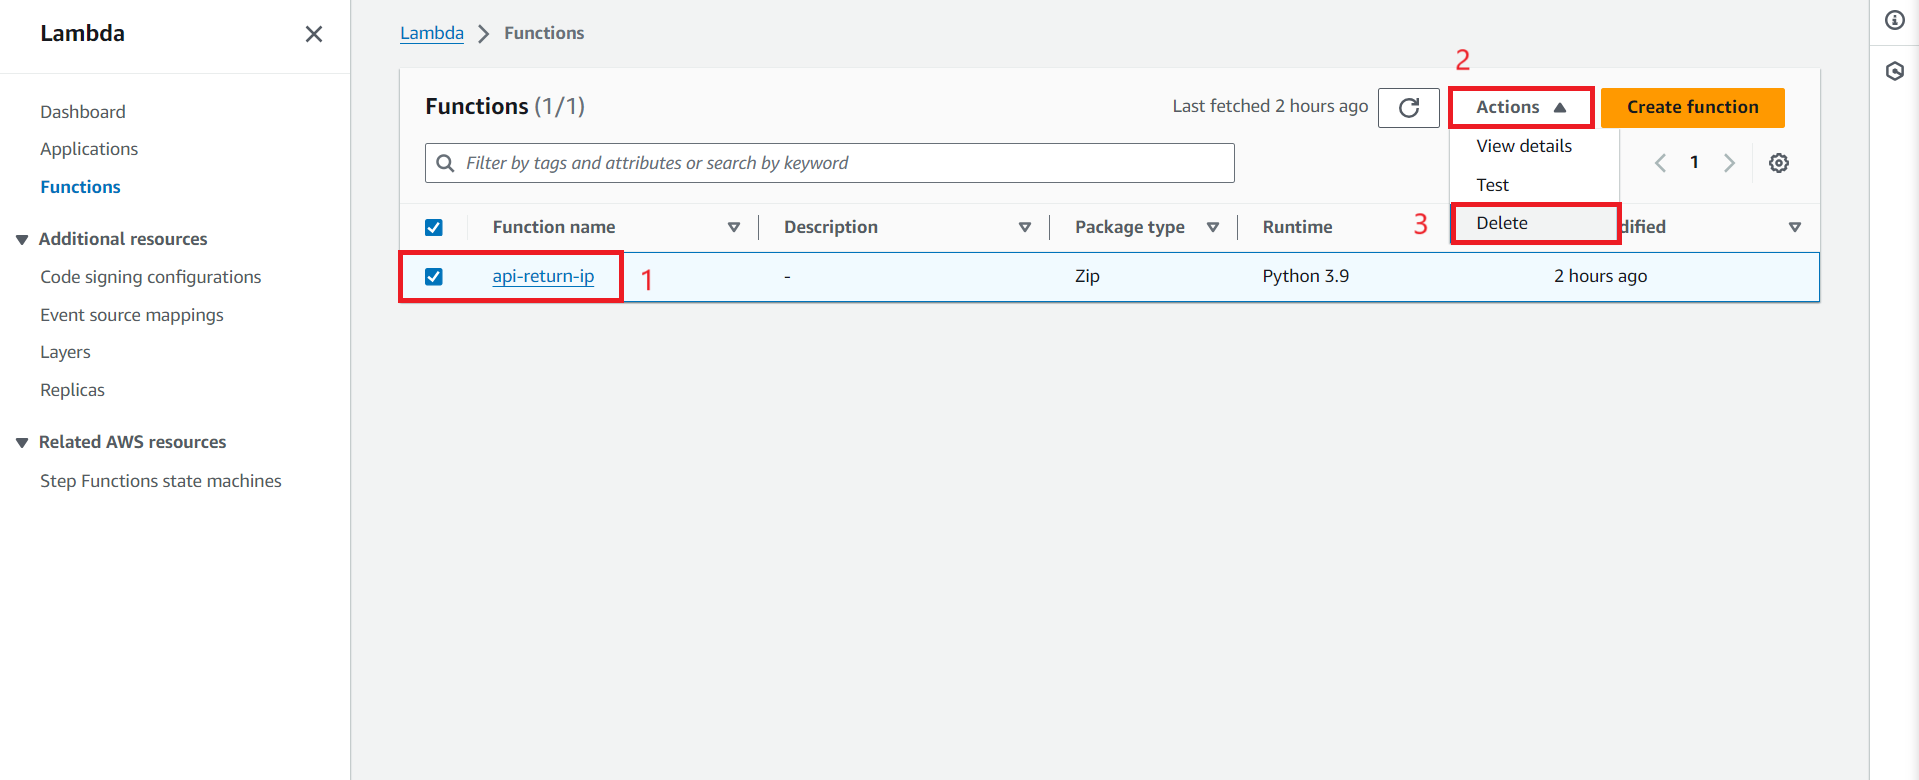 Lambda
Dashboard
Applications
Functions
Additional resources
Code signing configurations
Event source mappings
Layers
Replicas
Related AWS resources
Step Functions state machines
Lambda Functions
2
Functions (1/1) Last fetched 2 hours ago Actions Create function
Filter by tags and attributes or search by keyword View details 1
Test
3 Delete
Function name Description Package type Runtime dified
api-return-ip 1 - Zip Python 3.9 2 hours ago